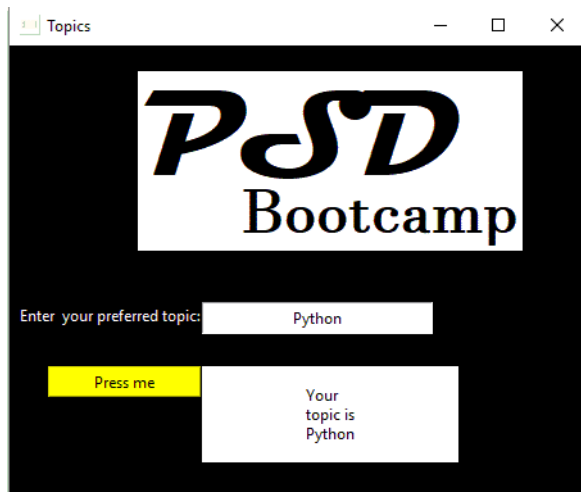 Topics
PSD
Bootcamp
Enter  your preferred topic:
Python
Press me
Your
topic is
Python